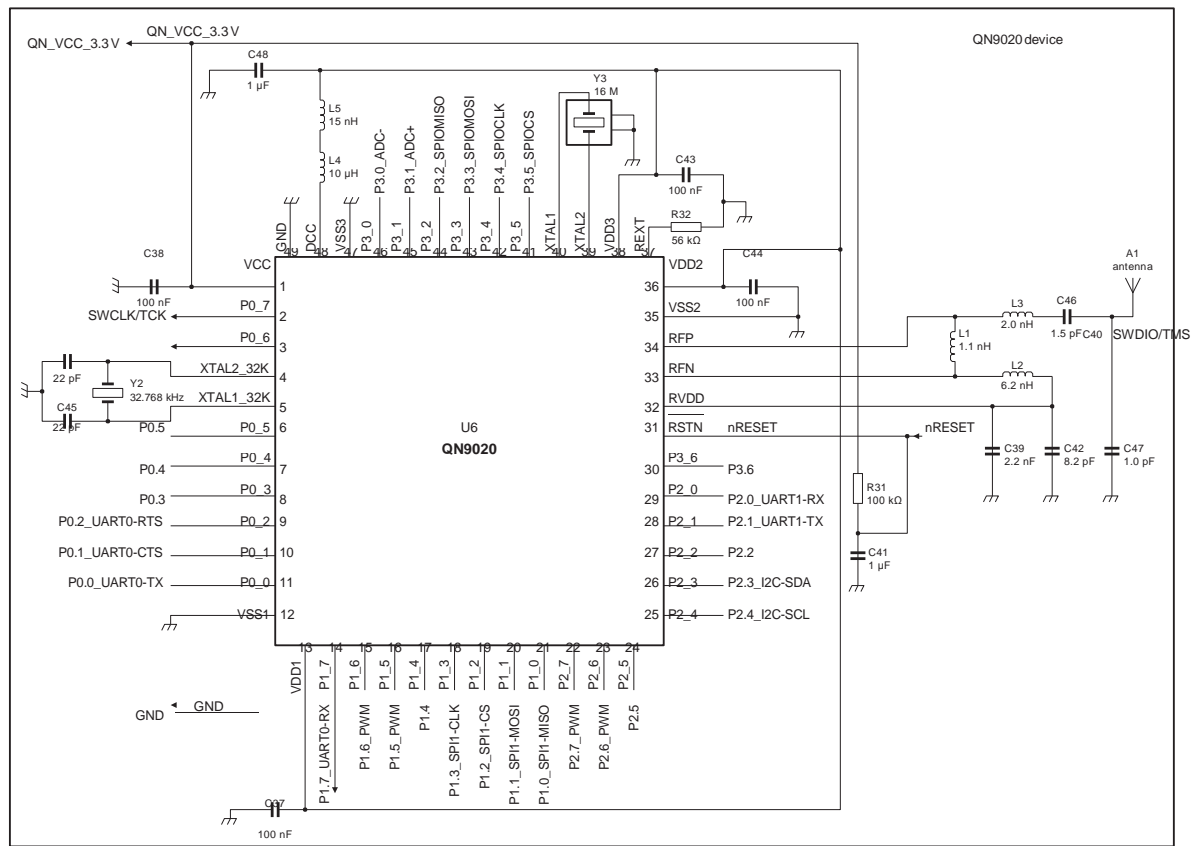 QN_VCC_3.3 V
QN_VCC_3.3 V
QN9020 device
C48
1 µF
Y3
16 M
L5
15 nH
L4
10 µH
P3.0_ADC-
P3.1_ADC+
P3.2_SPIOMISO
P3.3_SPIOMOSI
P3.4_SPIOCLK
P3.5_SPIOCS
C43
100 nF
R32
56 kΩ
GND
DCC
VSS3
P3_0
P3_1
P3_2
P3_3
P3_4
P3_5
XTAL1
XTAL2
VDD3
REXT
49
48
47
46
45
44
43
42
41
40
39
38
37
C38
100 nF
VCC
1
SWCLK/TCK
P0_7
2
P0_6
3
22 pF
XTAL2_32K
4
Y2
32.768 kHz
C45
22 pF
XTAL1_32K
5
P0.5
P0_5
6
P0.4
P0_4
7
P0.3
P0_3
8
P0.2_UART0-RTS
P0_2
9
P0.1_UART0-CTS
P0_1
10
P0.0_UART0-TX
P0_0
11
VSS1
12
U6
QN9020
VDD2
36
C44
100 nF
VSS2
35
34
RFP
33
RFN
32
RVDD
31
RSTN
nRESET
nRESET
30
P3_6
P3.6
29
P2_0
P2.0_UART1-RX
28
P2_1
P2.1_UART1-TX
27
P2_2
P2.2
26
P2_3
P2.3_I2C-SDA
25
P2_4
P2.4_I2C-SCL
A1
antenna
L3
2.0 nH
C46
1.5 pF
C40
SWDIO/TMS
L1
1.1 nH
L2
6.2 nH
C39
2.2 nF
C42
8.2 pF
C47
1.0 pF
R31
100 kΩ
C41
1 µF
13
14
15
16
17
18
19
20
21
22
23
24
VDD1
P1_7
P1_6
P1_5
P1_4
P1_3
P1_2
P1_1
P1_0
P2_7
P2_6
P2_5
P1.7_UART0-RX
P1.6_PWM
P1.5_PWM
P1.4
P1.3_SPI1-CLK
P1.2_SPI1-CS
P1.1_SPI1-MOSI
P1.0_SPI1-MISO
P2.7_PWM
P2.6_PWM
P2.5
GND
GND
C37
100 nF